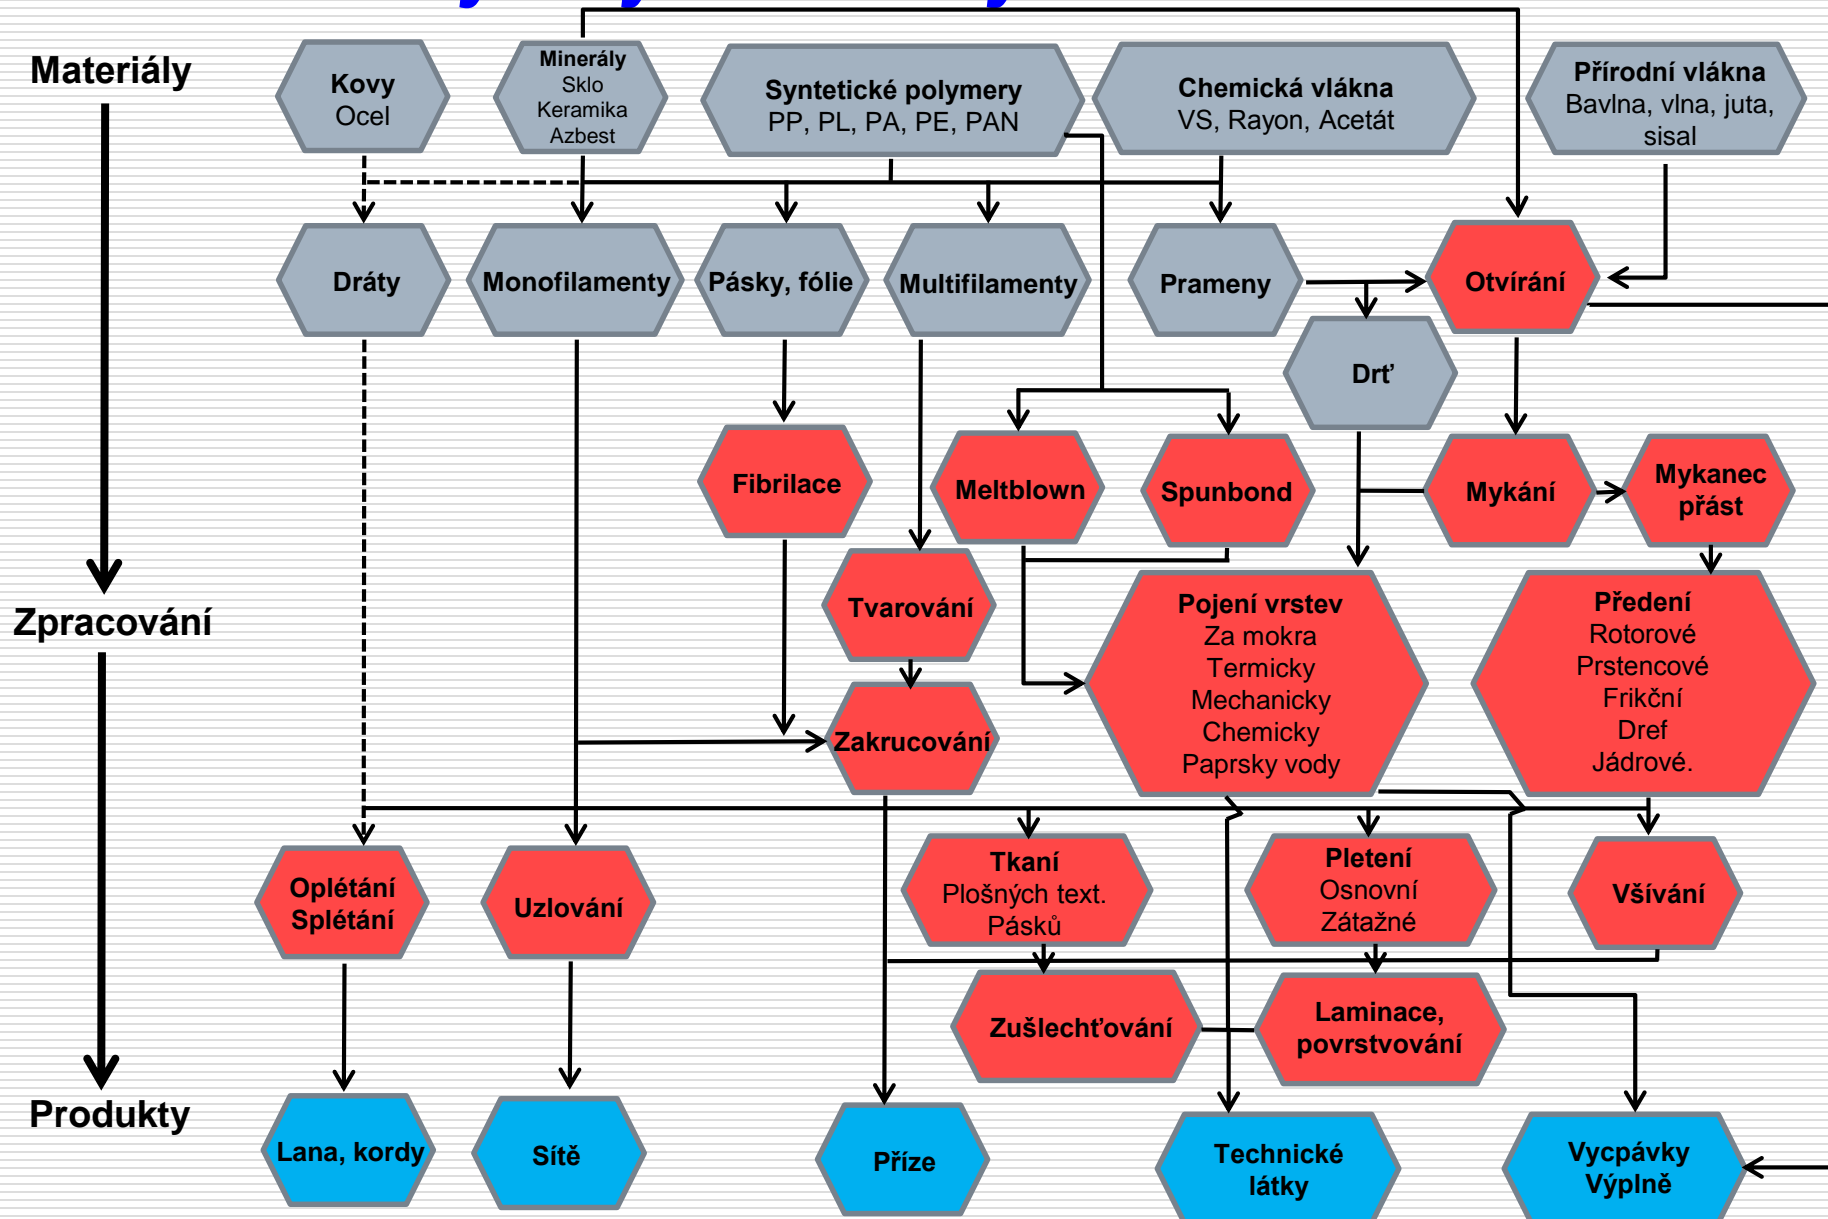 Materiály
Kovy
Ocel
Minerály
Sklo
Keramika
Azbest
Syntetické polymery
PP, PL, PA, PE, PAN
Chemická vlákna
VS, Rayon, Acetát
Přírodní vlákna
Bavlna, vlna, juta,
sisal
Dráty
Monofilamenty
Pásky, fólie
Multifilamenty
Prameny
Otvírání
Drť
Fibrilace
Meltblown
Spunbond
Mykání
Mykanec
přást
Zpracování
Tvarování
Pojení vrstev
Za mokra
Termicky
Mechanicky
Chemicky
Paprsky vody
Předení
Rotorové
Prstencové
Frikční
Dref
Jádrové.
Zakrucování
Oplétání
Splétání
Uzlování
Tkaní
Plošných text.
Pásků
Pletení
Osnovní
Zátažné
Všívání
Zušlechťování
Laminace,
povrstvování
Produkty
Lana, kordy
Sítě
Příze
Technické
látky
Vycpávky
Výplně